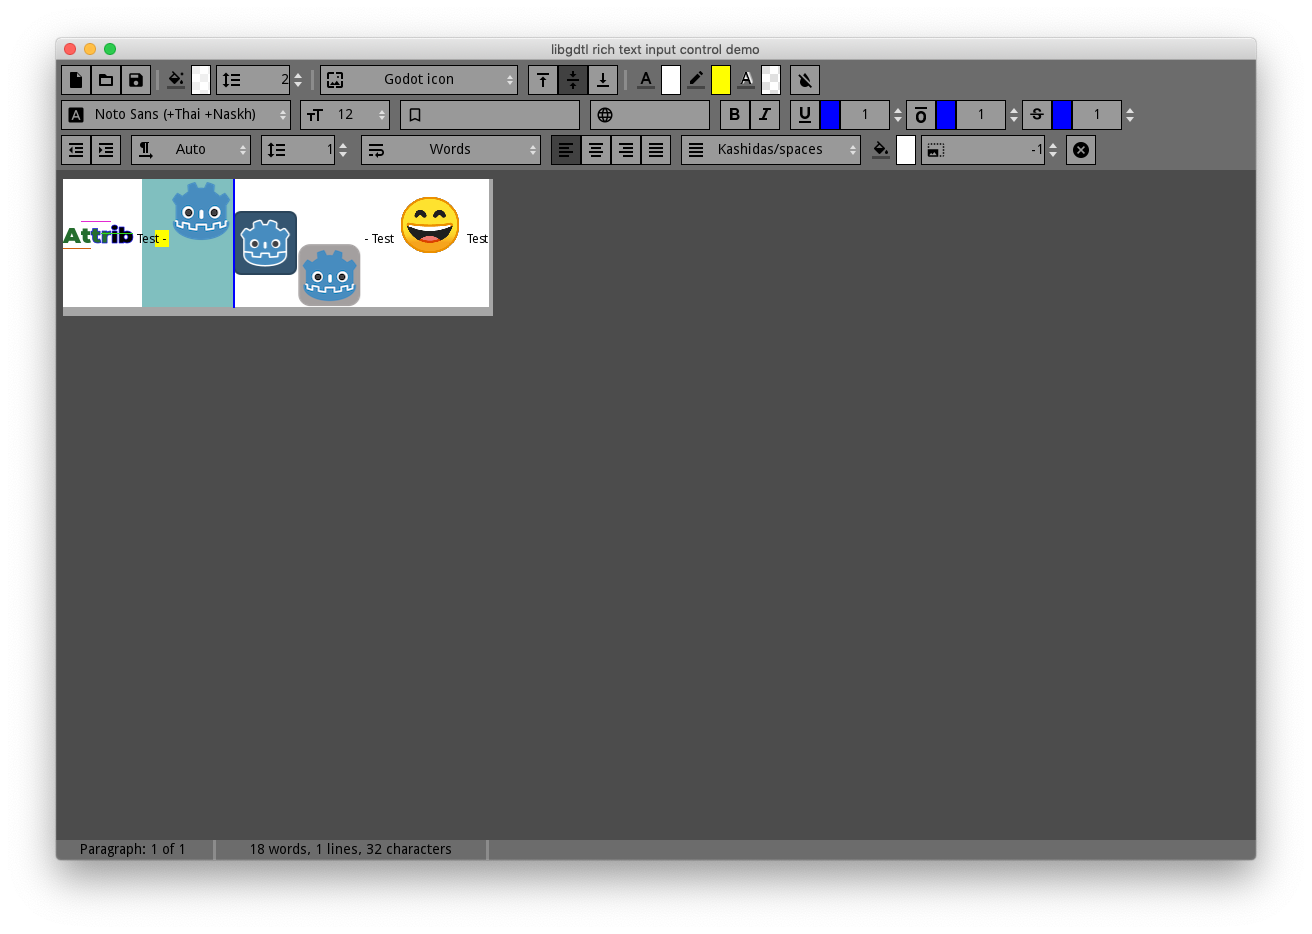 libgdtl rich text input control demo
2 Godot icon A A
A Noto Sans (+Thai +Naskh) TT 12 B I U 1 O 1 S 1
Auto 1 Words Kashidas/spaces -1
Attrib Test - - Test Test
Paragraph: 1 of 1 18 words, 1 lines, 32 characters